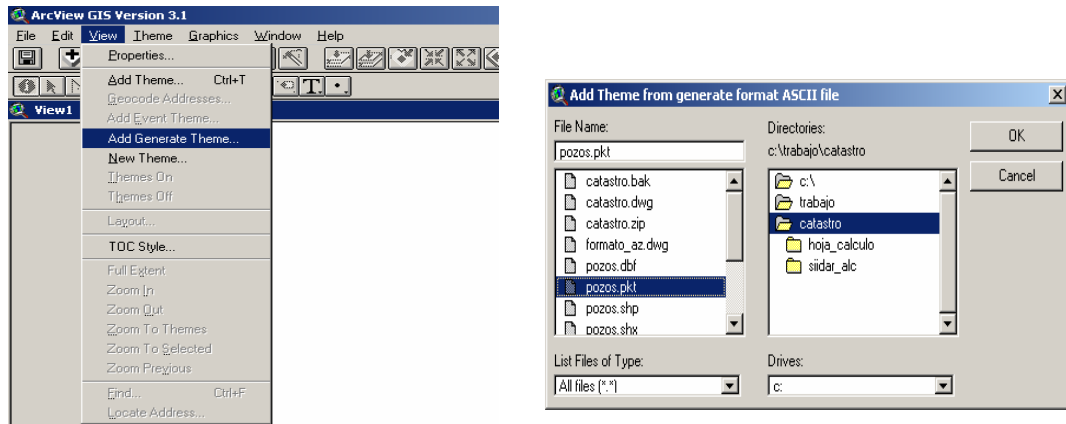 ArcView GIS Version 3.1
File Edit View Theme Graphics Window Help
View1
Properties...
Add Theme... Ctrl+T
Geocode Addresses...
Add Event Theme...
Add Generate Theme...
New Theme...
Themes On
Themes Off
Layout...
TOC Style...
Full Extent
Zoom In
Zoom Out
Zoom To Themes
Zoom To Selected
Zoom Previous
Find... Ctrl+F
Locate Address...
T
Add Theme from generate format ASCII file
File Name:
pozos.pkt
catastro.bak
catastro.dwg
catastro.zip
formato_az.dwg
pozos.dbf
pozos.pkt
pozos.shp
pozos.shx
List Files of Type:
All files (*.*)
Directories:
c:\trabajo\catastro
c:\
trabajo
catastro
hoja_calculo
siidar_alc
Drives:
c:
OK
Cancel